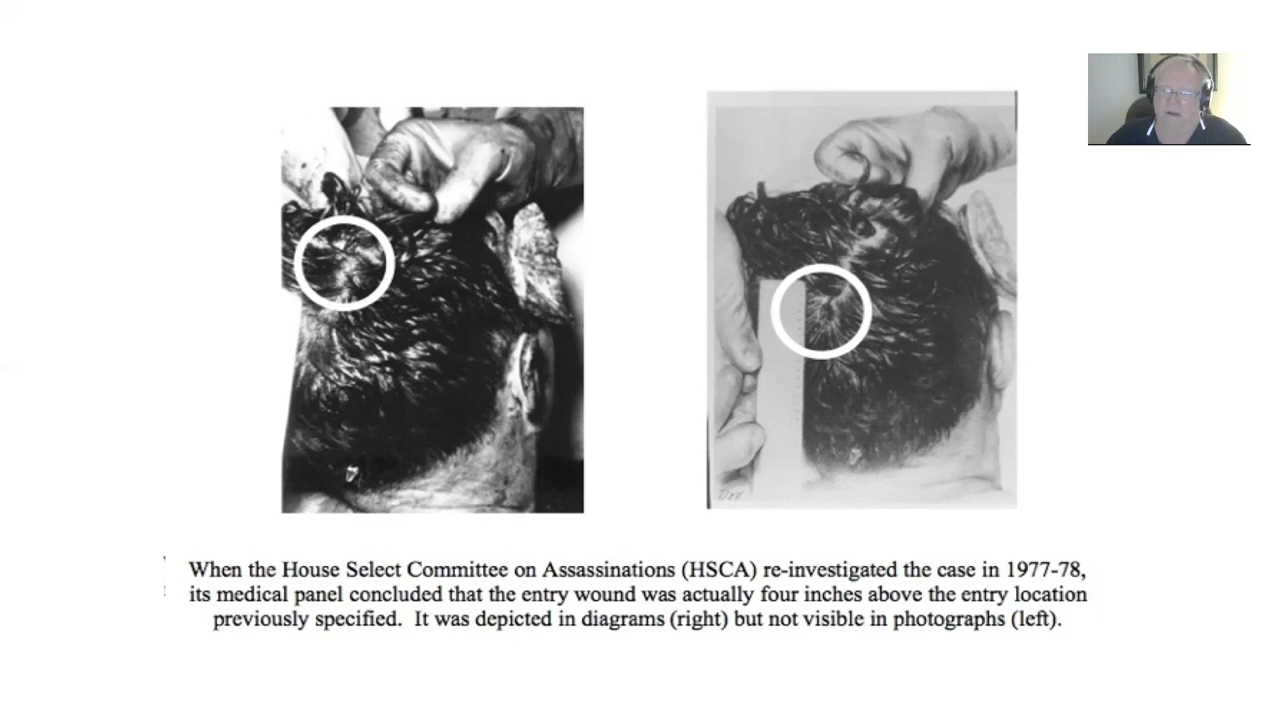 When the House Select Committee on Assassinations (HSCA) re-investigated the case in 1977-78,
its medical panel concluded that the entry wound was actually four inches above the entry location
previously specified.  It was depicted in diagrams (right) but not visible in photographs (left).